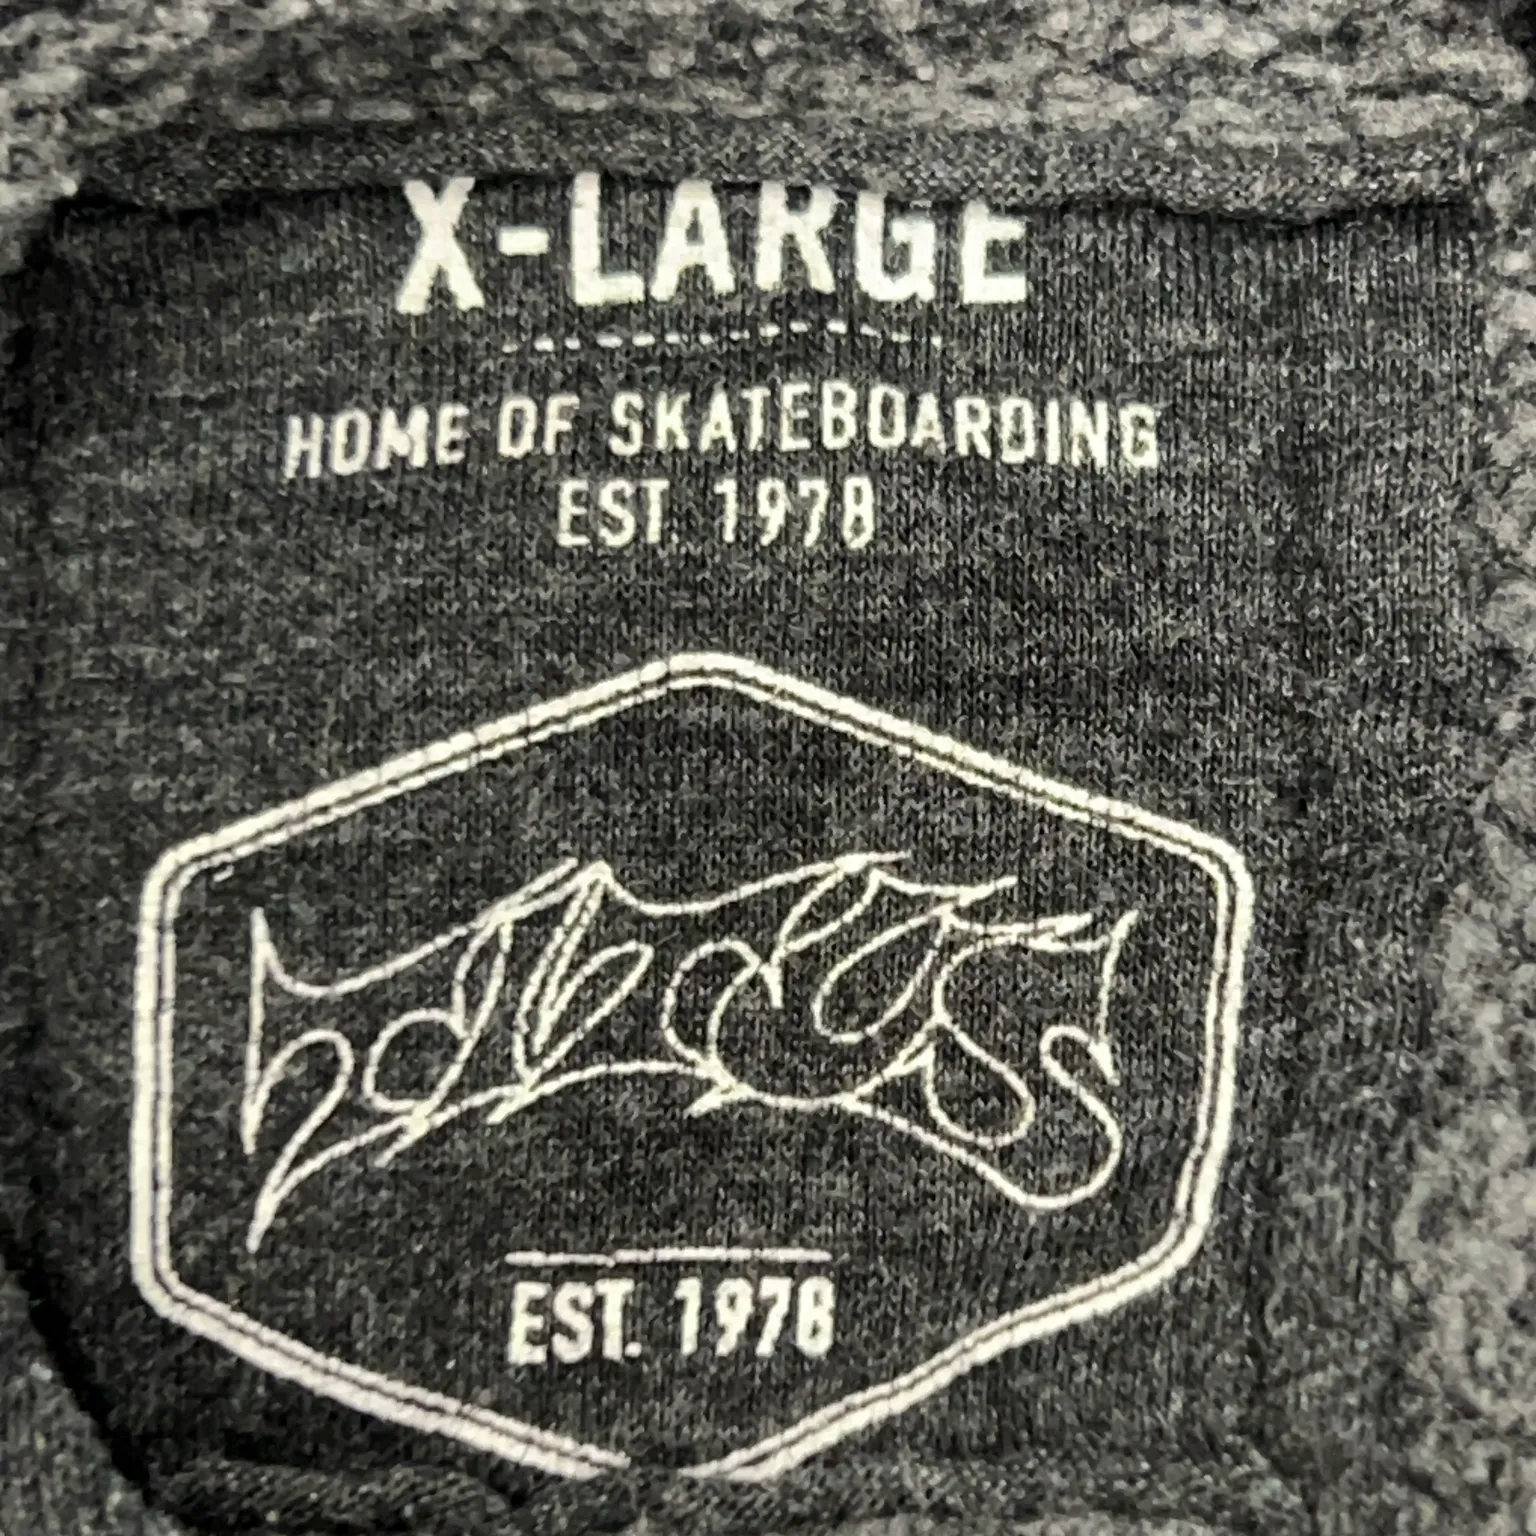 X-LARGE
HOME OF SKATEBOARDING
EST. 1978
EST. 1978